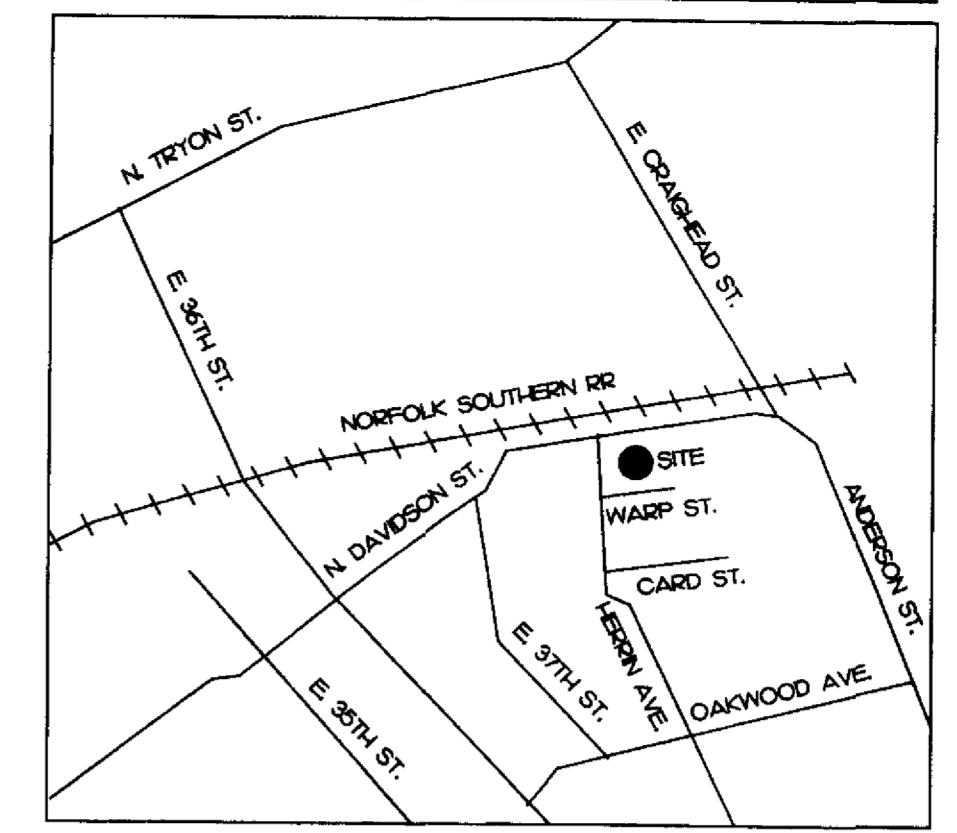 N. TRYON ST.
E. CRAIGHEAD ST.
E. 36TH ST.
NORFOLK SOUTHERN RR
SITE
N. DAVIDSON ST.
WARP ST.
ANDERSON ST.
CARD ST.
HERRIN AVE.
E. 37TH ST.
E. 35TH ST.
OAKWOOD AVE.